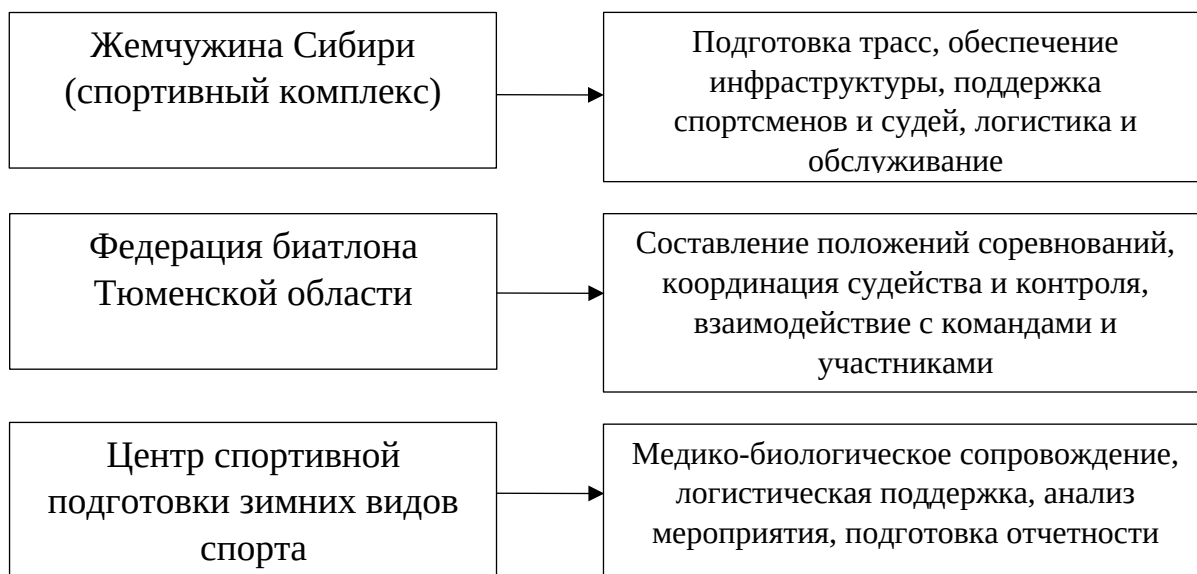 Жемчужина Сибири
(спортивный комплекс)
Подготовка трасс, обеспечение
инфраструктуры, поддержка
спортсменов и судей, логистика и
обслуживание
Федерация биатлона
Тюменской области
Составление положений соревнований,
координация судейства и контроля,
взаимодействие с командами и
участниками
Центр спортивной
подготовки зимних видов
спорта
Медико-биологическое сопровождение,
логистическая поддержка, анализ
мероприятия, подготовка отчетности